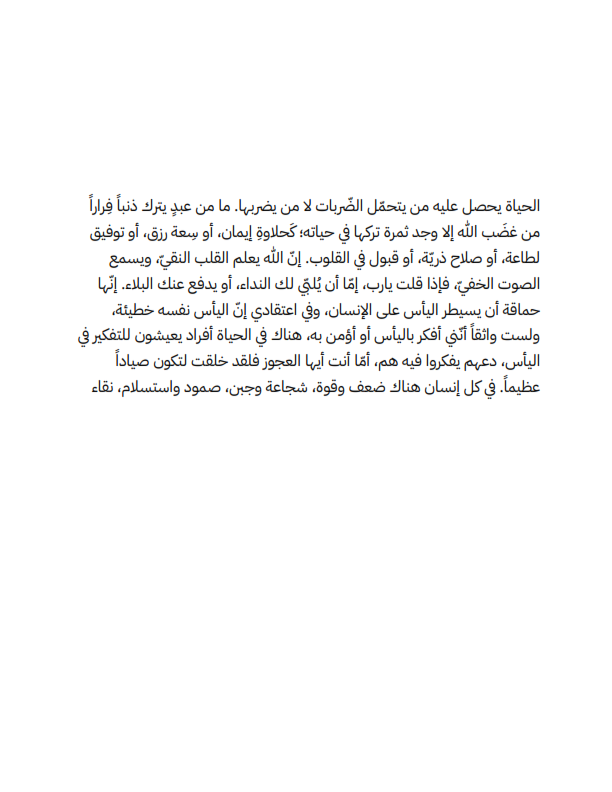 الحياة يحصل عليه من يتحمّل الضّربات لا من يضربها. ما من عبدٍ يترك ذنباً فِراراً
من غضَب الله إلا وجد ثمرة تركها في حياته؛ كَحلاوةِ إيمان، أو سِعة رزق، أو توفيق
لطاعة، أو صلاح ذريّة، أو قبول في القلوب. إنّ الله يعلم القلب النقيّ، ويسمع
الصوت الخفيّ، فإذا قلت يارب، إمّا أن يُلبّي لك النداء، أو يدفع عنك البلاء. إنّها
حماقة أن يسيطر اليأس على الإنسان، وفي اعتقادي إنّ اليأس نفسه خطيئة،
ولست واثقاً أنّني أفكر باليأس أو أؤمن به، هناك في الحياة أفراد يعيشون للتفكير في
اليأس، دعهم يفكروا فيه هم، أمّا أنت أيها العجوز فلقد خلقت لتكون صياداً
عظيماً. في كل إنسان هناك ضعف وقوة، شجاعة وجبن، صمود واستسلام، نقاء